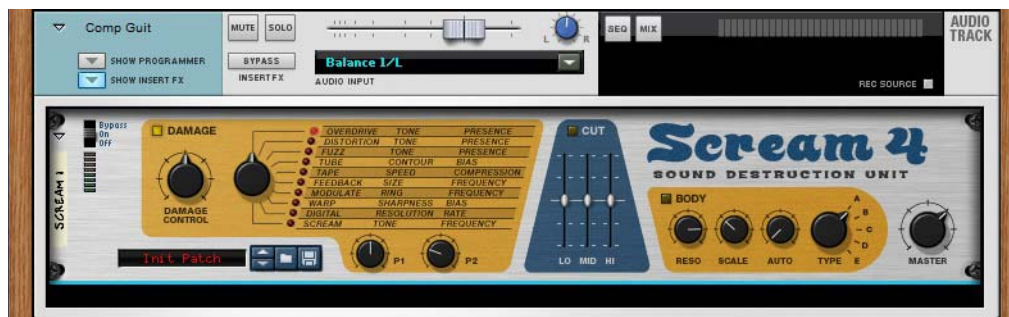 Comp Guit
MUTE SOLO
L R
SEQ MIX
AUDIO
TRACK
SHOW PROGRAMMER
BYPASS
Balance 1/L
SHOW INSERT FX
INSERT FX
AUDIO INPUT
REC SOURCE
Bypass
On
Off
SCREAM 1
DAMAGE
DAMAGE
CONTROL
OVERDRIVE TONE PRESENCE
DISTORTION TONE PRESENCE
FUZZ TONE PRESENCE
TUBE CONTOUR BIAS
TAPE SPEED COMPRESSION
FEEDBACK SIZE FREQUENCY
MODULATE RING FREQUENCY
WARP SHARPNESS BIAS
DIGITAL RESOLUTION RATE
SCREAM TONE FREQUENCY
Init Patch
P1 P2
CUT
LO MID HI
Scream 4
SOUND DESTRUCTION UNIT
BODY
A
B
C
D
RESO SCALE AUTO TYPE E
MASTER